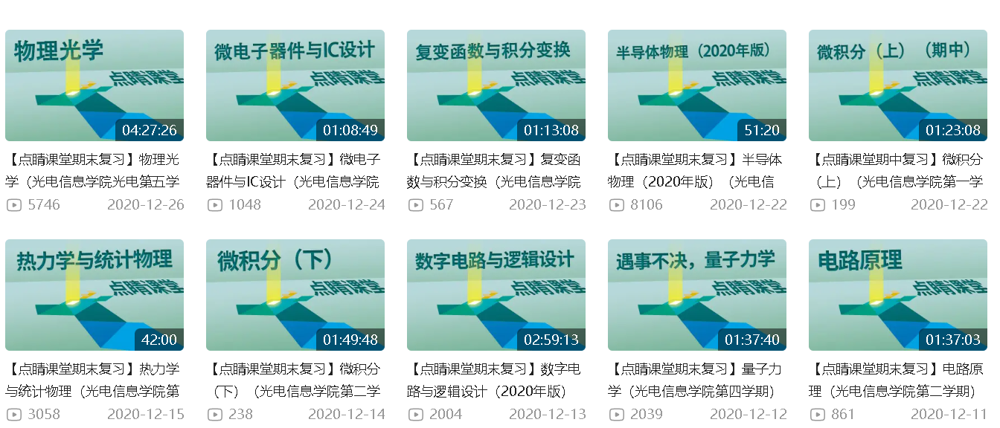 物理光学
点睛课堂
04:27:26
【点睛课堂期末复习】物理光
学（光电信息学院光电第五学
5746
2020-12-26
微电子器件与IC设计
点睛课堂
01:08:49
【点睛课堂期末复习】微电子
器件与IC设计（光电信息学院
1048
2020-12-24
复变函数与积分变换
点睛课堂
01:13:08
【点睛课堂期末复习】复变函
数与积分变换（光电信息学院
567
2020-12-23
半导体物理（2020年版）
点睛课堂
51:20
【点睛课堂期末复习】半导体
物理（2020年版）（光电信
8106
2020-12-22
微积分（上）（期中）
点睛课堂
01:23:08
【点睛课堂期中复习】微积分
（上）（光电信息学院第一学
199
2020-12-22
热力学与统计物理
点睛课堂
42:00
【点睛课堂期末复习】热力学
与统计物理（光电信息学院第
3058
2020-12-15
微积分（下）
点睛课堂
01:49:48
【点睛课堂期末复习】微积分
（下）（光电信息学院第二学
238
2020-12-14
数字电路与逻辑设计
点睛课堂
02:59:13
【点睛课堂期末复习】数字电
路与逻辑设计（2020年版）
2004
2020-12-13
遇事不决，量子力学
点睛课堂
01:37:40
【点睛课堂期末复习】量子力
学（光电信息学院第四学期）
2039
2020-12-12
电路原理
点睛课堂
01:37:03
【点睛课堂期末复习】电路原
理（光电信息学院第二学期）
861
2020-12-11